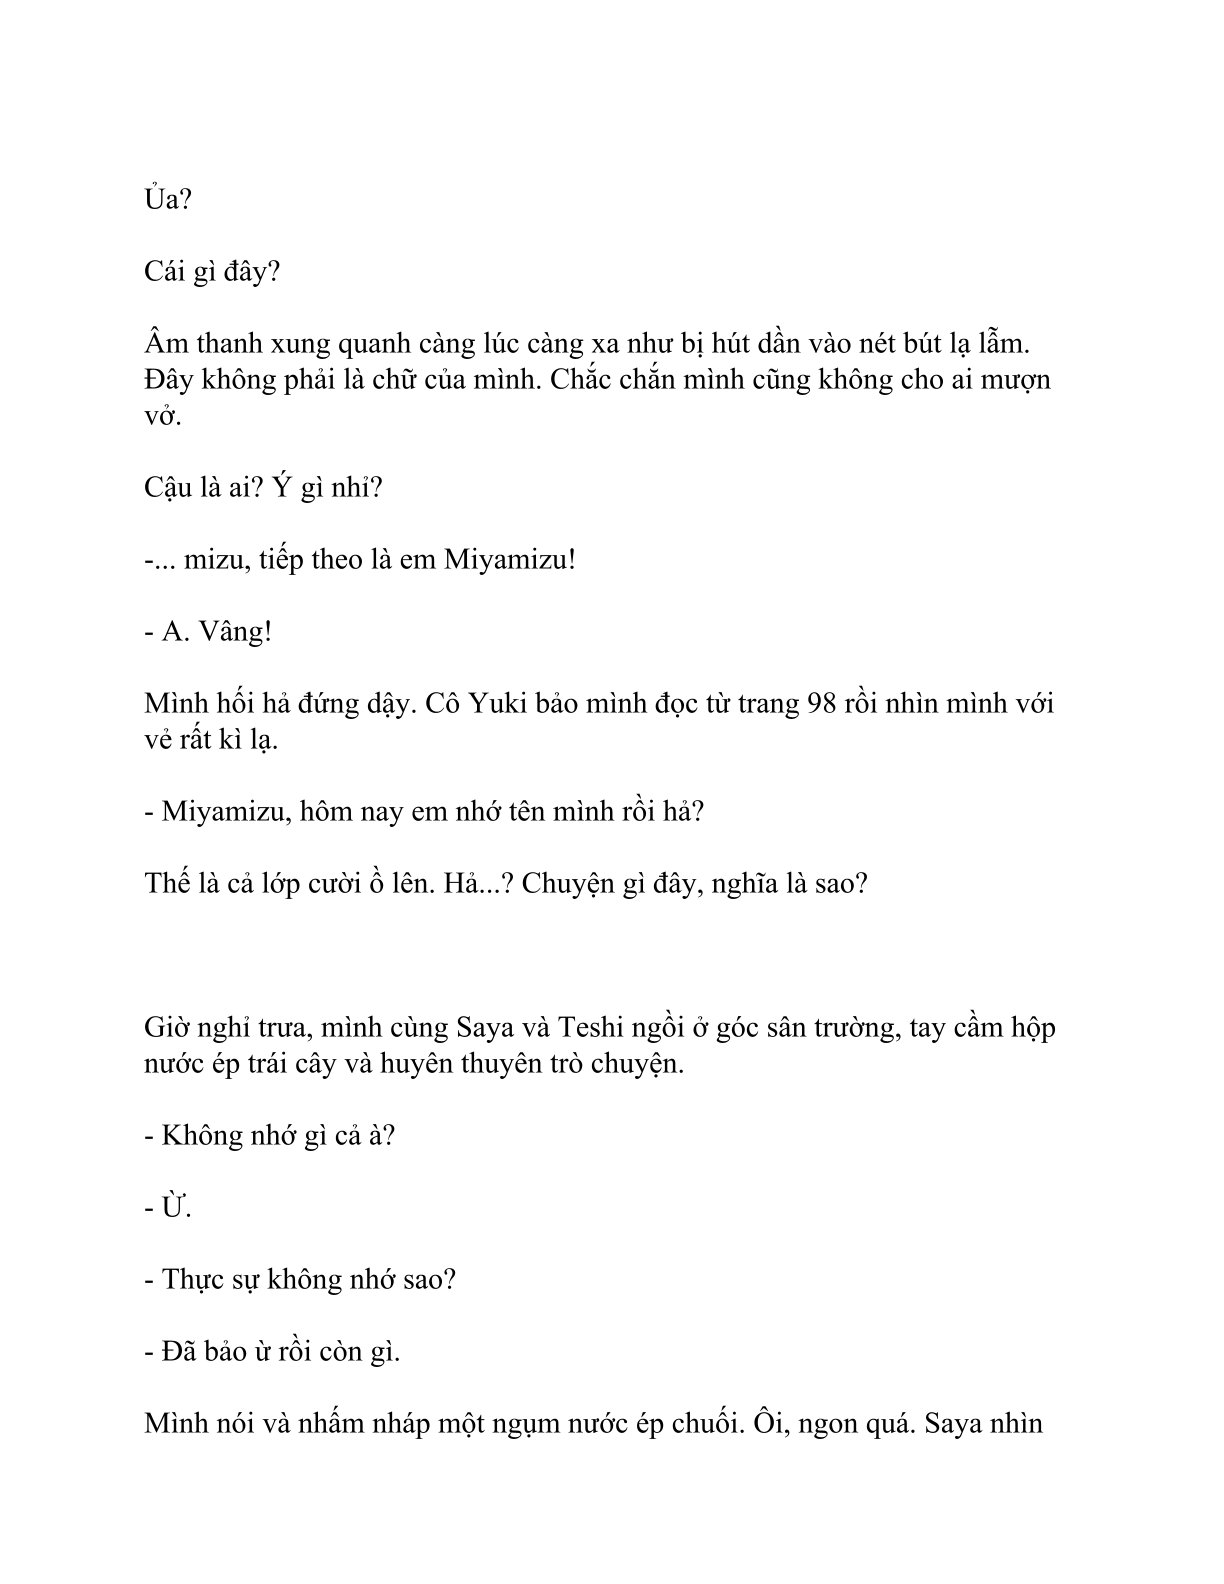 Ủa?
Cái gì đây?
Âm thanh xung quanh càng lúc càng xa như bị hút dần vào nét bút lạ lẫm.
Đây không phải là chữ của mình. Chắc chắn mình cũng không cho ai mượn
vở.
Cậu là ai? Ý gì nhỉ?
-... mizu, tiếp theo là em Miyamizu!
- A. Vâng!
Mình hối hả đứng dậy. Cô Yuki bảo mình đọc từ trang 98 rồi nhìn mình với
vẻ rất kì lạ.
- Miyamizu, hôm nay em nhớ tên mình rồi hả?
Thế là cả lớp cười ồ lên. Hả...? Chuyện gì đây, nghĩa là sao?
Giờ nghỉ trưa, mình cùng Saya và Teshi ngồi ở góc sân trường, tay cầm hộp
nước ép trái cây và huyên thuyên trò chuyện.
- Không nhớ gì cả à?
- Ừ.
- Thực sự không nhớ sao?
- Đã bảo ừ rồi còn gì.
Mình nói và nhấm nháp một ngụm nước ép chuối. Ôi, ngon quá. Saya nhìn